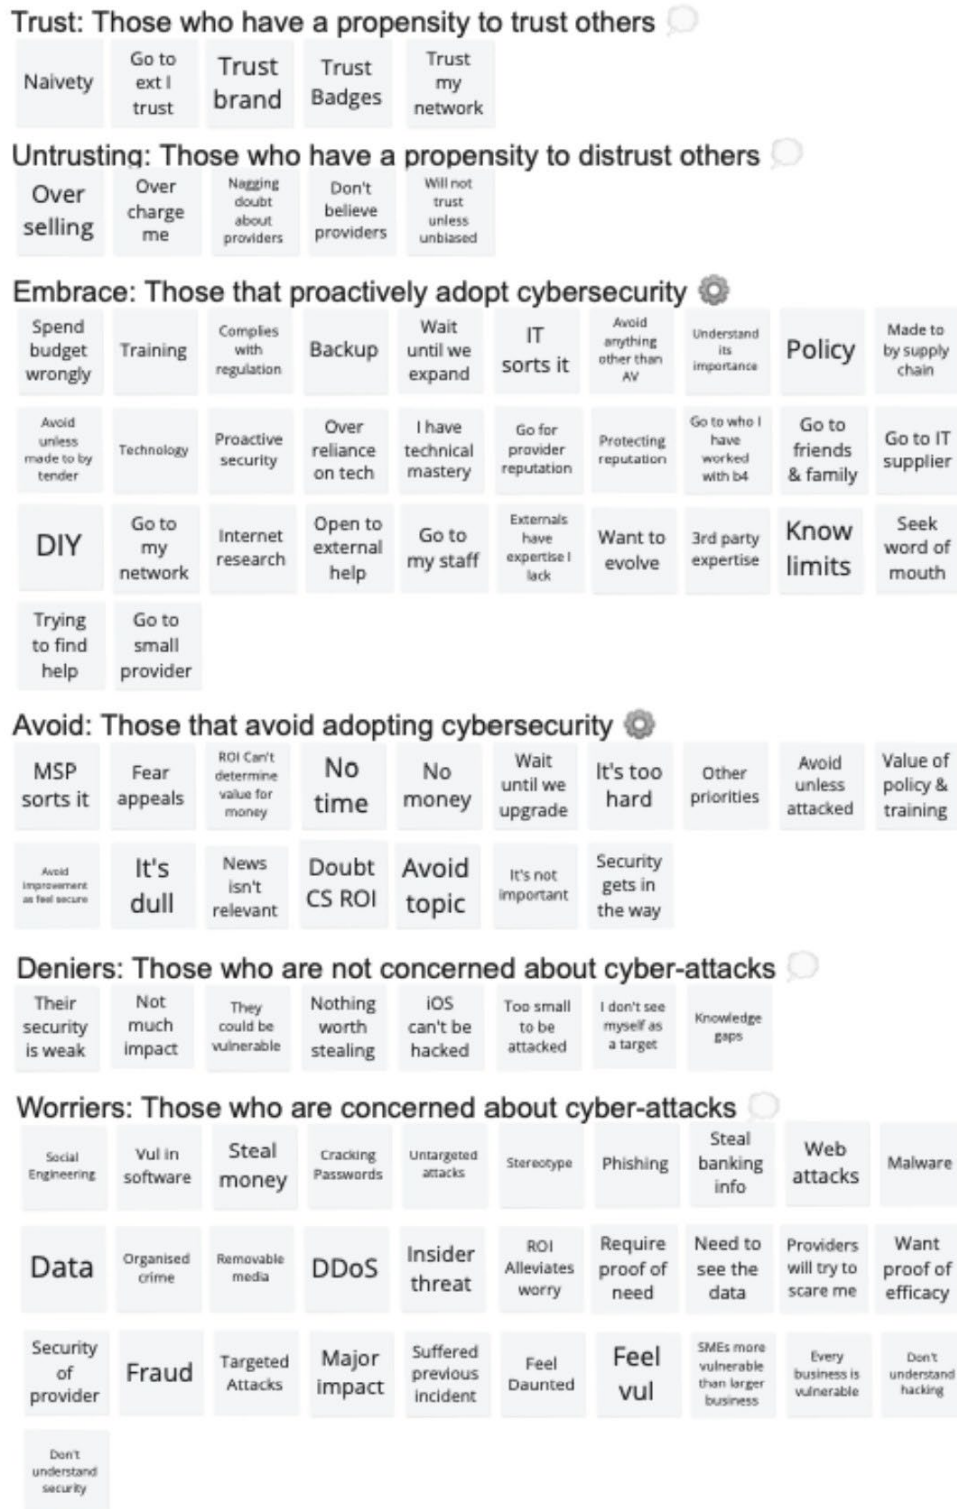 Trust: Those who have a propensity to trust others
Naivety
Go to
ext I
trust
Trust
brand
Trust
Badges
Trust
my
network
Untrusting: Those who have a propensity to distrust others
Over
selling
Over
charge
me
Nagging
doubt
about
providers
Don't
believe
providers
Will not
trust
unless
unbiased
Embrace: Those that proactively adopt cybersecurity
Spend
budget
wrongly
Training
Complies
with
regulation
Backup
Wait
until we
expand
IT
sorts it
Avoid
anything
other than
AV
Understand
its
importance
Policy
Made to
by supply
chain
Avoid
unless
made to by
tender
Technology
Proactive
security
Over
reliance
on tech
I have
technical
mastery
Go for
provider
reputation
Protecting
reputation
Go to who I
have
worked
with b4
Go to
friends
& family
Go to IT
supplier
DIY
Go to
my
network
Internet
research
Open to
external
help
Go to
my staff
Externals
have
expertise I
lack
Want to
evolve
3rd party
expertise
Know
limits
Seek
word of
mouth
Trying
to find
help
Go to
small
provider
Avoid: Those that avoid adopting cybersecurity
MSP
sorts it
Fear
appeals
ROI Can't
determine
value for
money
No
time
No
money
Wait
until we
upgrade
It's too
hard
Other
priorities
Avoid
unless
attacked
Value of
policy &
training
Avoid
improvement
as feel secure
It's
dull
News
isn't
relevant
Doubt
CS ROI
Avoid
topic
It's not
important
Security
gets in
the way
Deniers: Those who are not concerned about cyber-attacks
Their
security
is weak
Not
much
impact
They
could be
vulnerable
Nothing
worth
stealing
iOS
can't be
hacked
Too small
to be
attacked
I don't see
myself as
a target
Knowledge
gaps
Worriers: Those who are concerned about cyber-attacks
Social
Engineering
Vul in
software
Steal
money
Cracking
Passwords
Untargeted
attacks
Stereotype
Phishing
Steal
banking
info
Web
attacks
Malware
Data
Organised
crime
Removable
media
DDoS
Insider
threat
ROI
Alleviates
worry
Require
proof of
need
Need to
see the
data
Providers
will try to
scare me
Want
proof of
efficacy
Security
of
provider
Fraud
Targeted
Attacks
Major
impact
Suffered
previous
incident
Feel
Daunted
Feel
vul
SMEs more
vulnerable
than larger
business
Every
business is
vulnerable
Don't
understand
hacking
Don't
understand
security